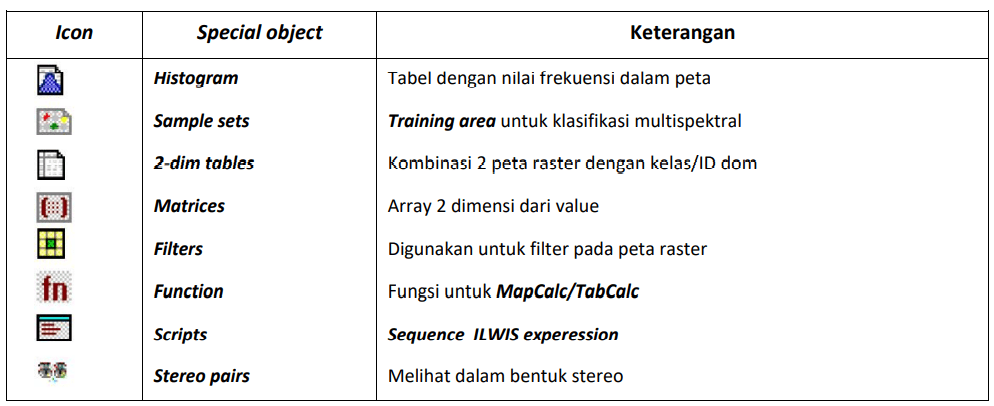 Icon Special object Keterangan
Histogram Tabel dengan nilai frekuensi dalam peta
Sample sets Training area untuk klasifikasi multispektral
2-dim tables Kombinasi 2 peta raster dengan kelas/ID dom
Matrices Array 2 dimensi dari value
Filters Digunakan untuk filter pada peta raster
fn Function Fungsi untuk MapCalc/TabCalc
Scripts Sequence ILWIS experession
Stereo pairs Melihat dalam bentuk stereo